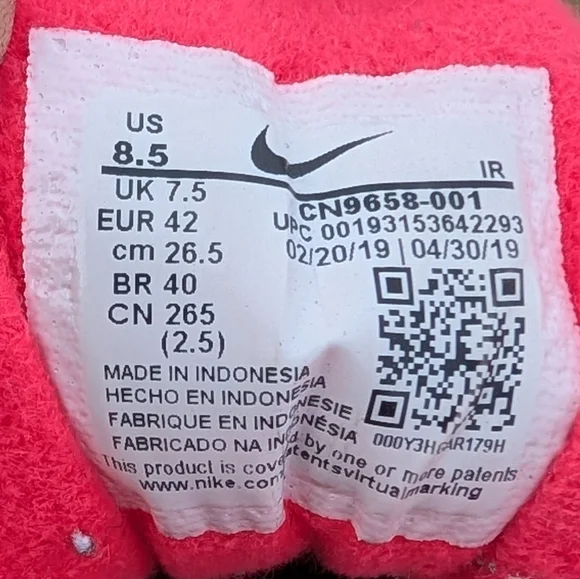 US
8.5
IR
UK 7.5
EUR 42
cm 26.5
BR 40
CN 265
(2.5)
CN9658-001
UPC 00193153642293
02/20/19 | 04/30/19
MADE IN INDONESIA
HECHO EN INDONESIA
FABRIQUE EN INDONESIE
FABRICADO NA INDONÉSIA
This product is covered by one or more patents
www.nike.com/patentsvirtualmarking